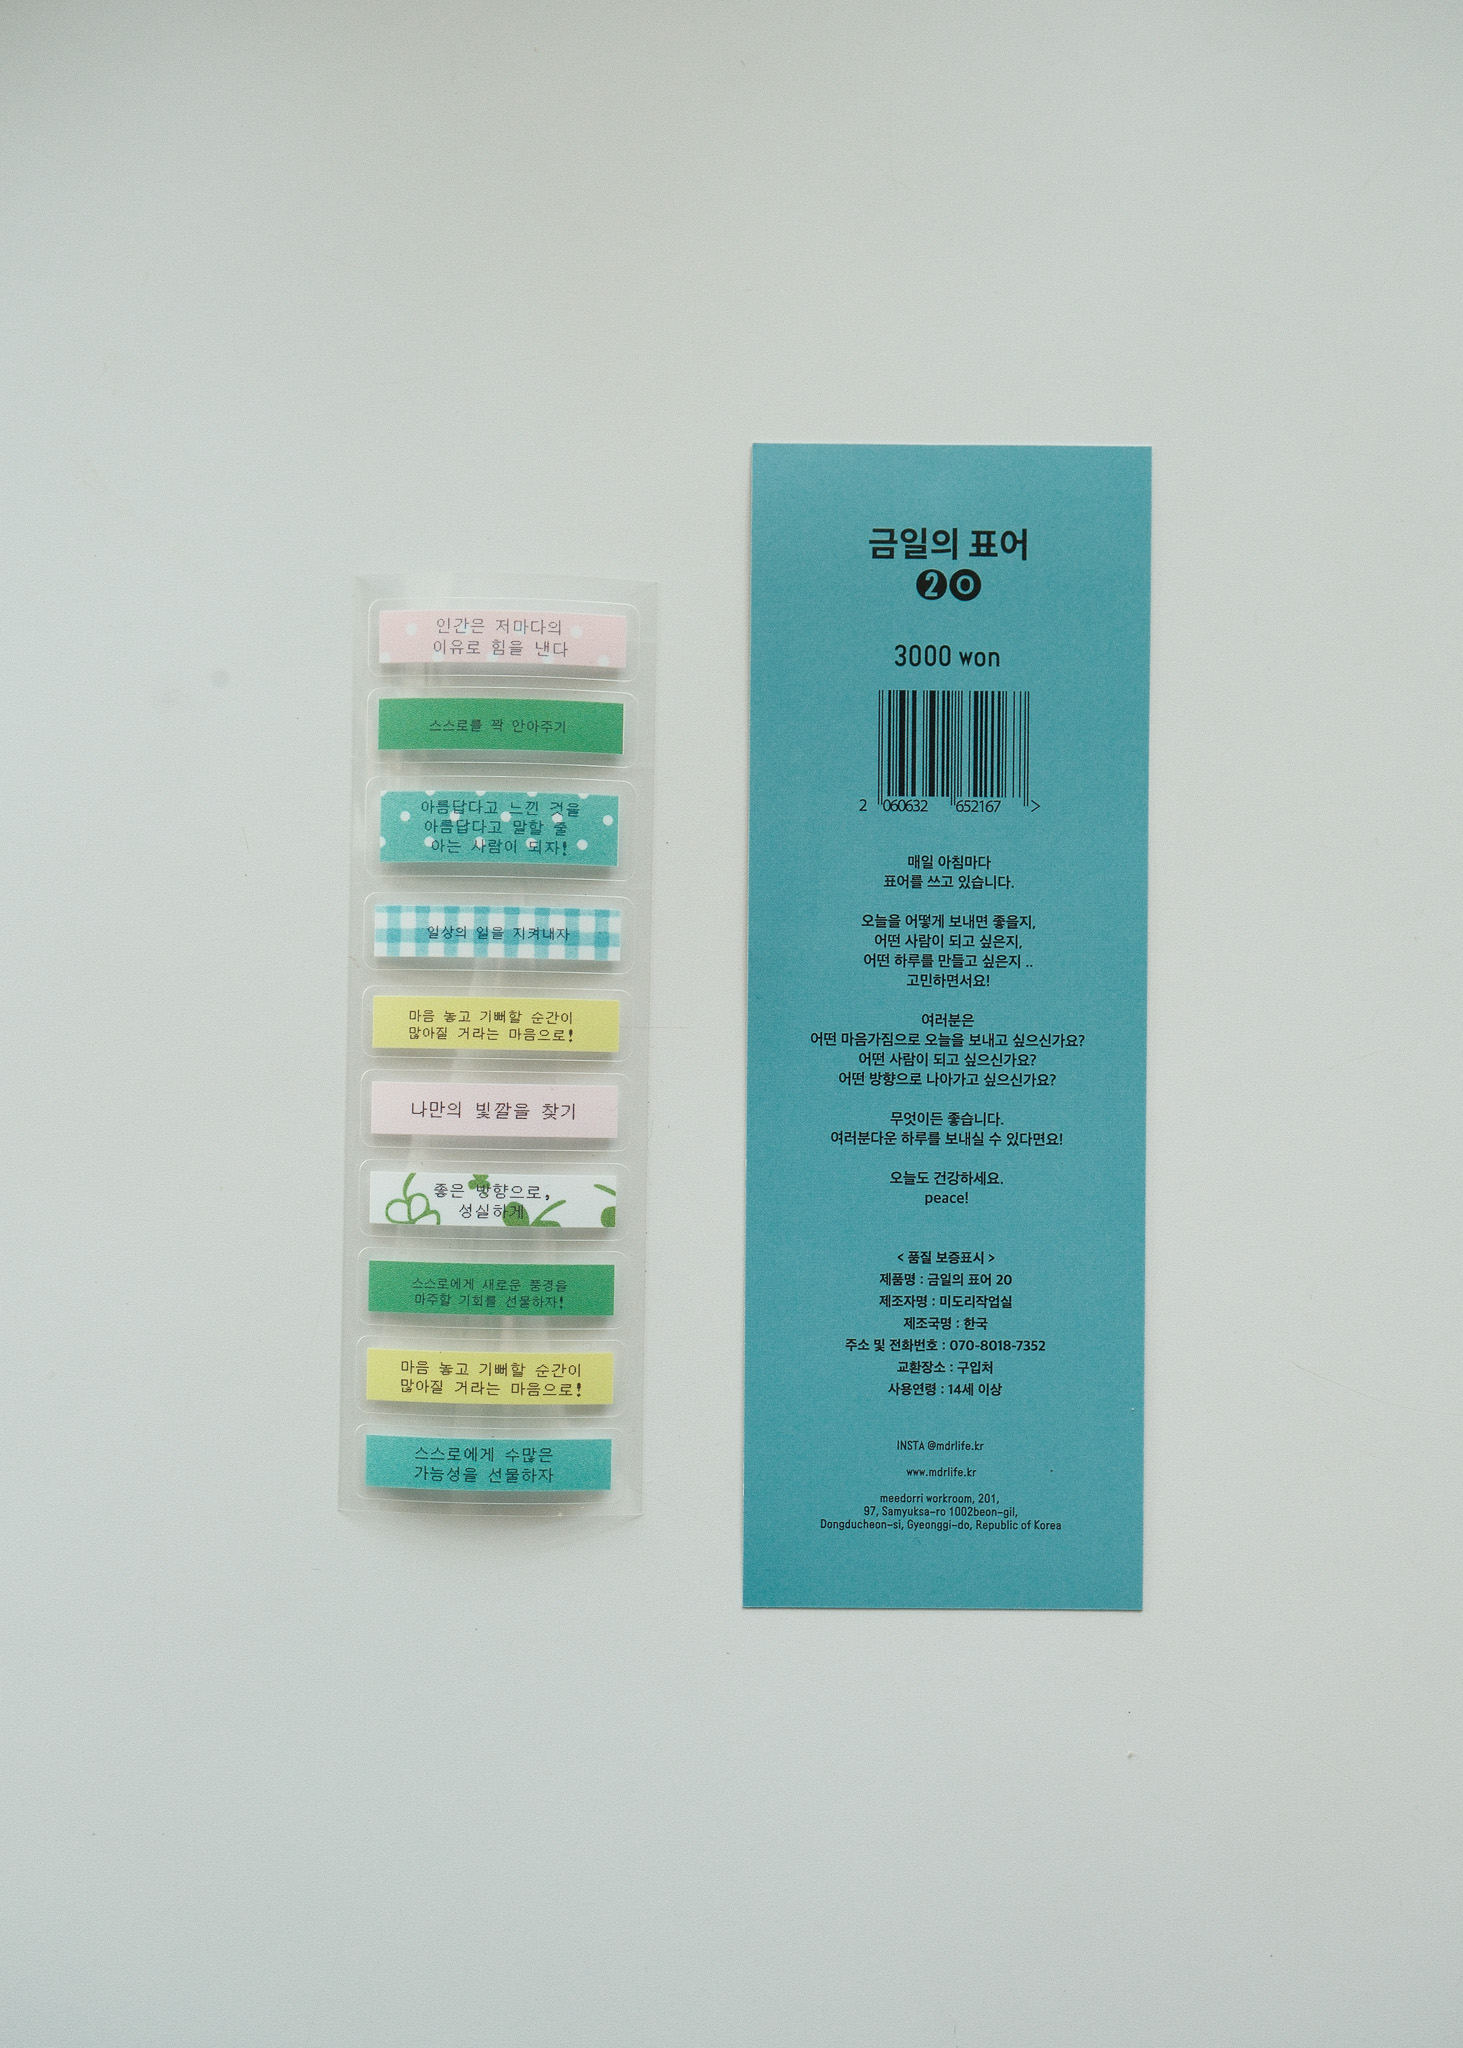 인간은 저마다의
이유로 힘을 낸다
스스로를 꽉 안아주기
아름답다고 느낀 것을
아름답다고 말할 줄
아는 사람이 되자!
일상의 일을 지켜내자
마음 놓고 기뻐할 순간이
많아질 거라는 마음으로!
나만의 빛깔을 찾기
좋은 방향으로,
성실하게
스스로에게 새로운 풍경을
마주할 기회를 선물하자!
마음 놓고 기뻐할 순간이
많아질 거라는 마음으로!
스스로에게 수많은
가능성을 선물하자
금일의 표어
20
3000 won
2 060632 652167 >
매일 아침마다
표어를 쓰고 있습니다.
오늘을 어떻게 보내면 좋을지,
어떤 사람이 되고 싶은지,
어떤 하루를 만들고 싶은지 ..
고민하면서요!
여러분은
어떤 마음가짐으로 오늘을 보내고 싶으신가요?
어떤 사람이 되고 싶으신가요?
어떤 방향으로 나아가고 싶으신가요?
무엇이든 좋습니다.
여러분다운 하루를 보내실 수 있다면요!
오늘도 건강하세요.
peace!
< 품질 보증표시 >
제품명 : 금일의 표어 20
제조자명 : 미도리작업실
제조국명 : 한국
주소 및 전화번호 : 070-8018-7352
교환장소 : 구입처
사용연령 : 14세 이상
INSTA @mdrlife.kr
www.mdrlife.kr
meedorri workroom, 201,
97, Samyuksa-ro 1002beon-gil,
Dongducheon-si, Gyeonggi-do, Republic of Korea